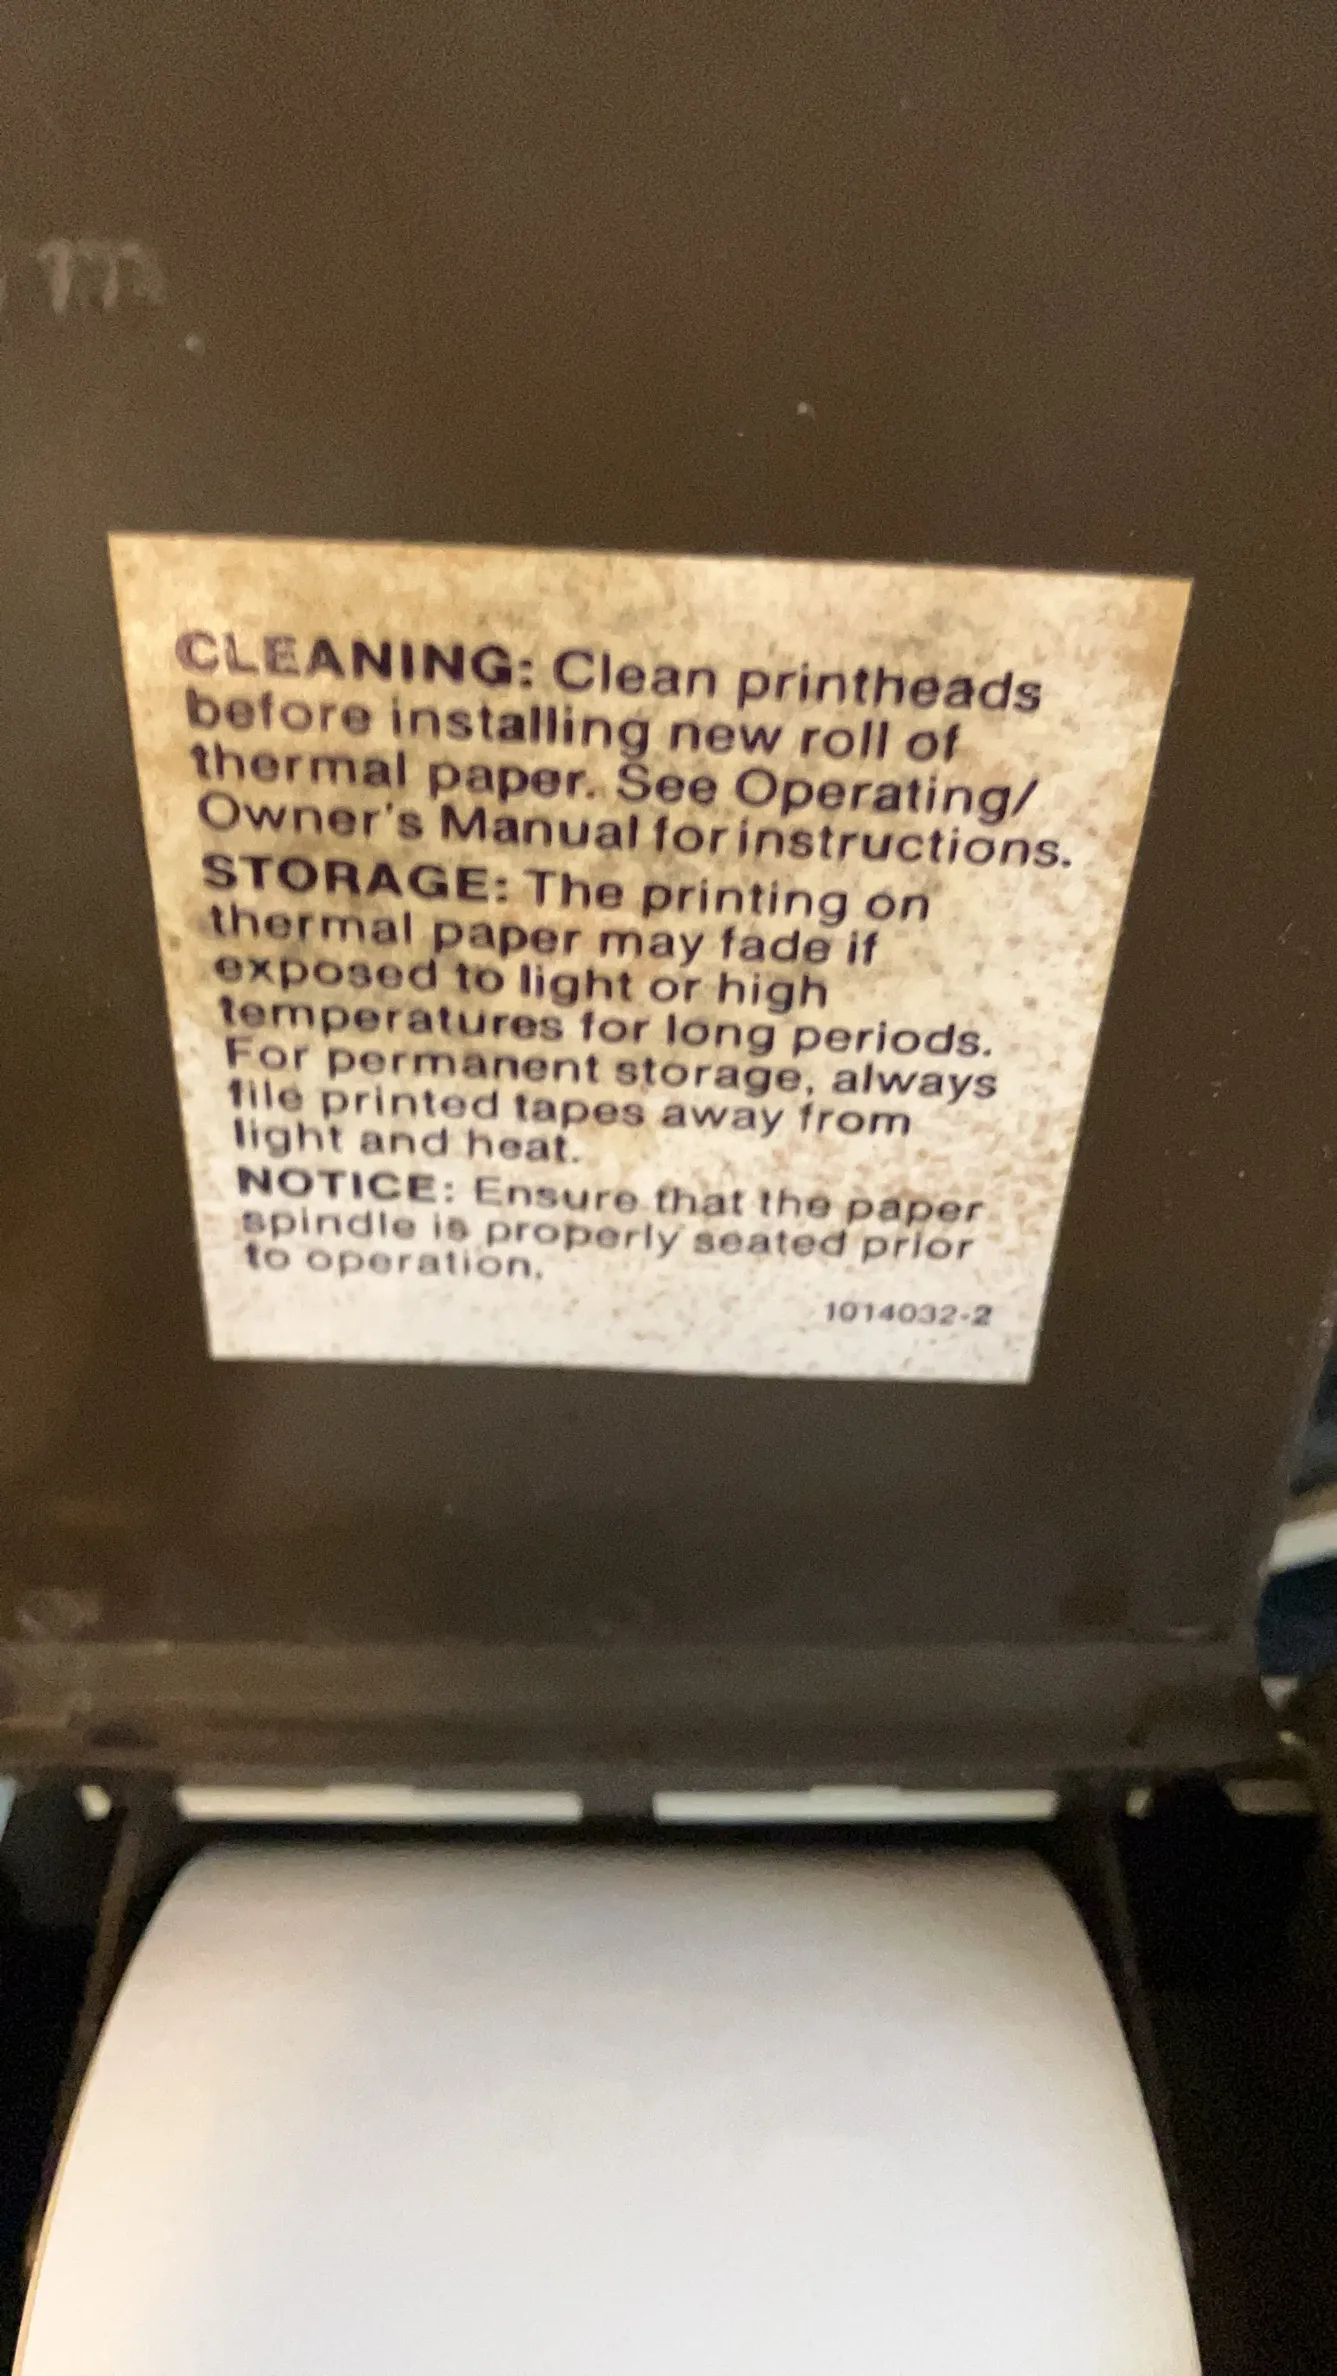 CLEANING: Clean printheads
before installing new roll of
thermal paper. See Operating/
Owner's Manual for instructions.
STORAGE: The printing on
thermal paper may fade if
exposed to light or high
temperatures for long periods.
For permanent storage, always
file printed tapes away from
light and heat.
NOTICE: Ensure that the paper
spindle is properly seated prior
to operation.
1014032-2